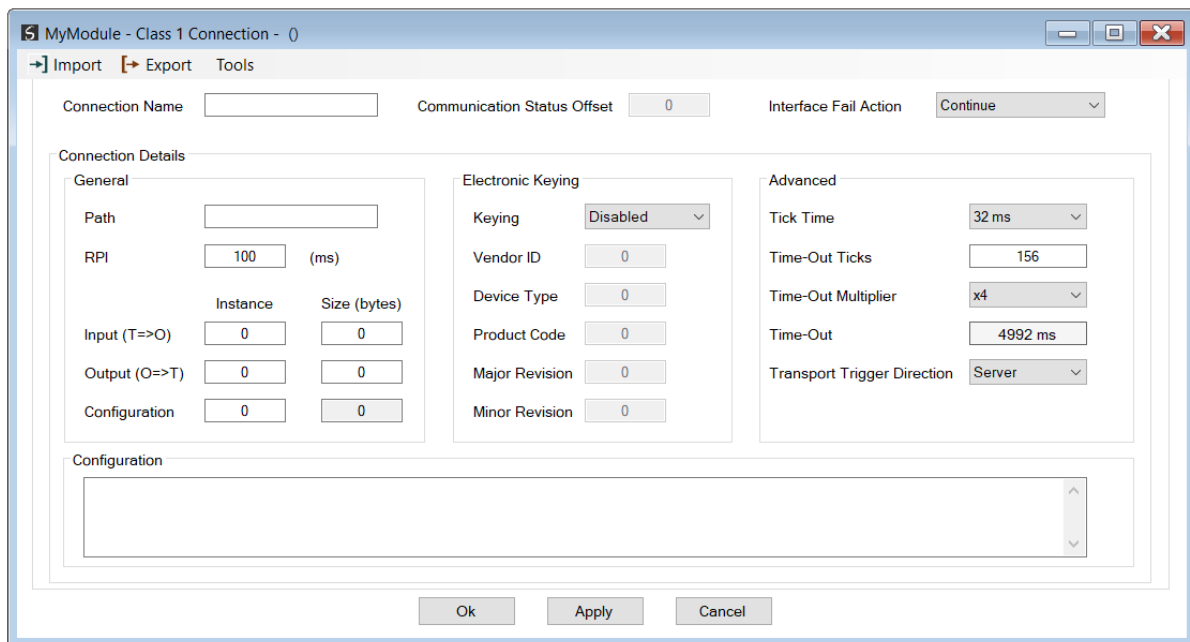 MyModule - Class 1 Connection - ()
Import Export Tools
Connection Name Communication Status Offset 0 Interface Fail Action Continue
Connection Details
General Electronic Keying Advanced
Path Keying Disabled Tick Time 32 ms
RPI 100 (ms) Vendor ID 0 Time-Out Ticks 156
Instance Size (bytes) Device Type 0 Time-Out Multiplier x4
Input (T=>O) 0 0 Product Code 0 Time-Out 4992 ms
Output (O=>T) 0 0 Major Revision 0 Transport Trigger Direction Server
Configuration 0 0 Minor Revision 0
Configuration
Ok Apply Cancel